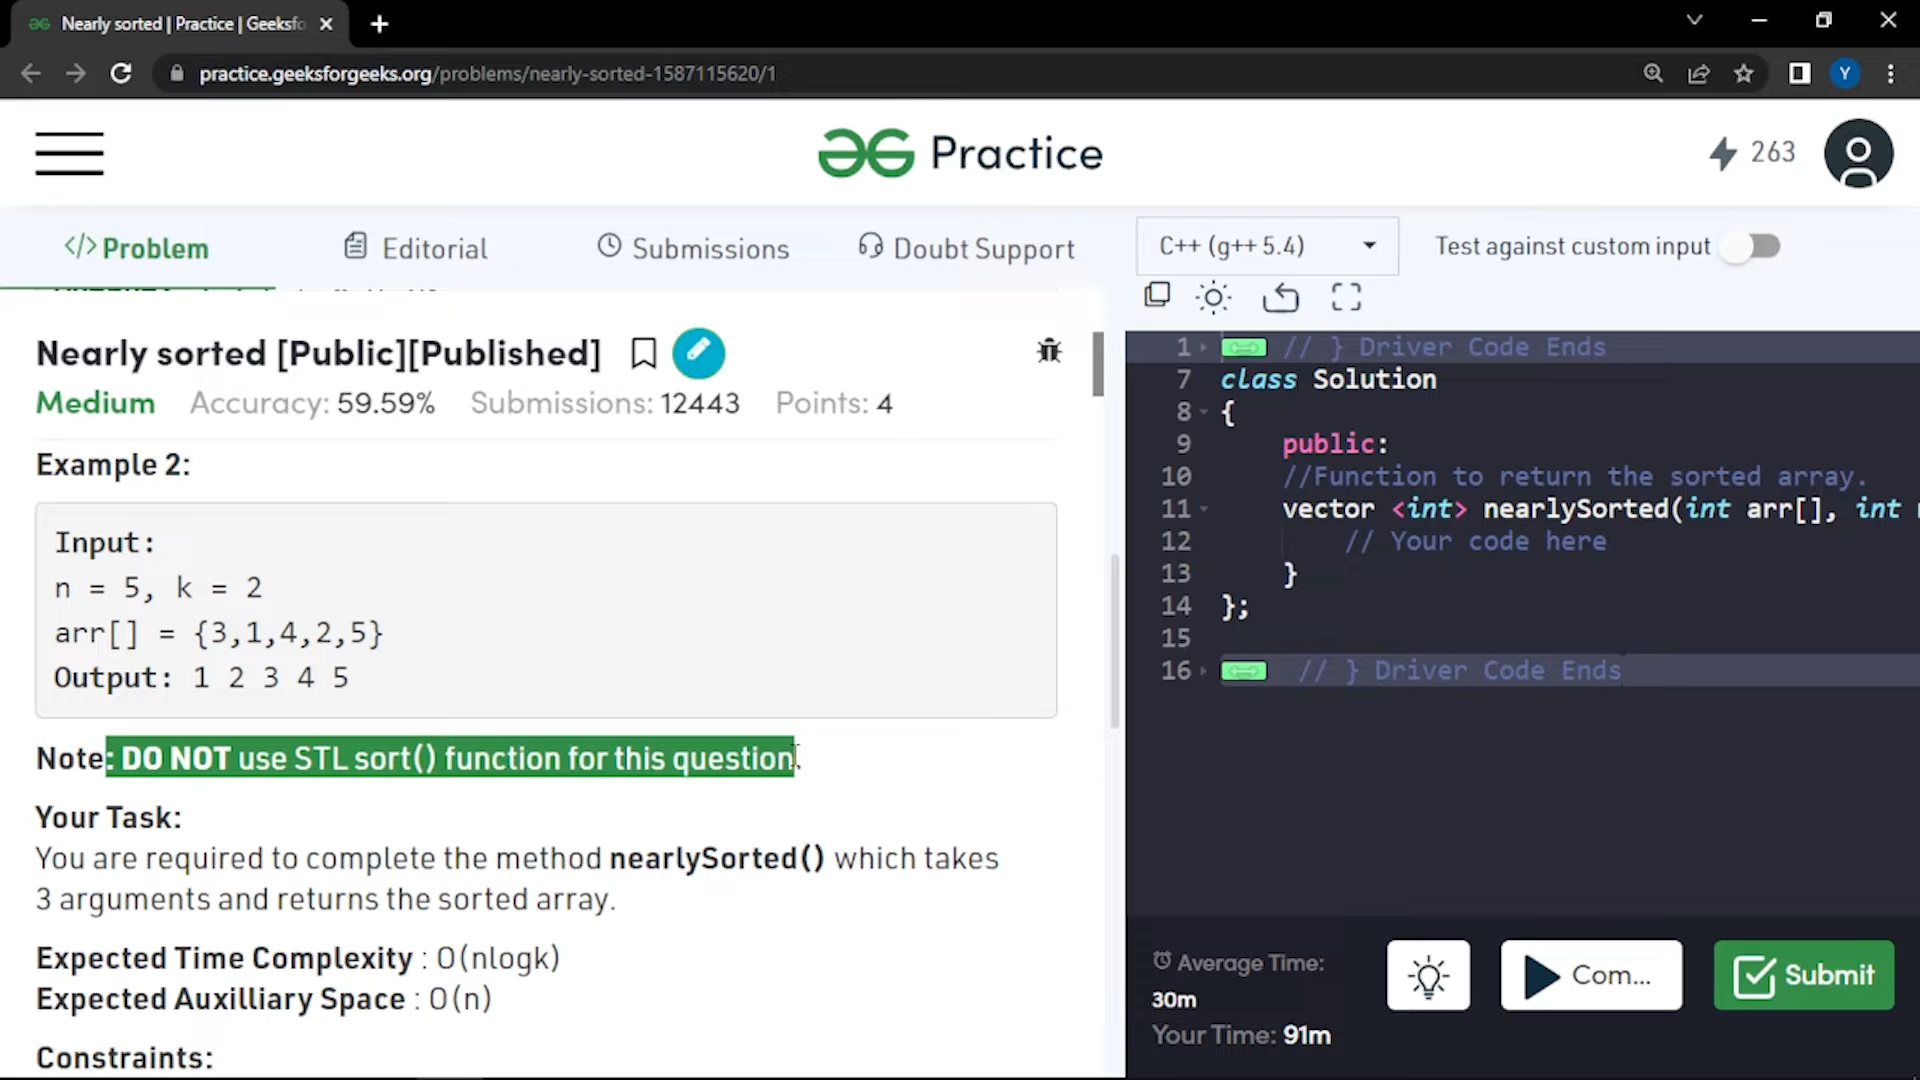 Nearly sorted | Practice | Geeksfo
practice.geeksforgeeks.org/problems/nearly-sorted-1587115620/1
Y
Practice
263
</> Problem
Editorial
Submissions
Doubt Support
C++ (g++ 5.4)
Test against custom input
Nearly sorted [Public][Published]
Medium Accuracy: 59.59% Submissions: 12443 Points: 4
Example 2:
Input:
n = 5, k = 2
arr[] = {3,1,4,2,5}
Output: 1 2 3 4 5
Note: DO NOT use STL sort() function for this question.
Your Task:
You are required to complete the method nearlySorted() which takes
3 arguments and returns the sorted array.
Expected Time Complexity : O(nlogk)
Expected Auxilliary Space : O(n)
Constraints:
1 // } Driver Code Ends
7 class Solution
8 {
9 public:
10 //Function to return the sorted array.
11 vector <int> nearlySorted(int arr[], int
12 // Your code here
13 }
14 };
15
16 // } Driver Code Ends
Average Time:
30m
Your Time: 91m
Com...
Submit